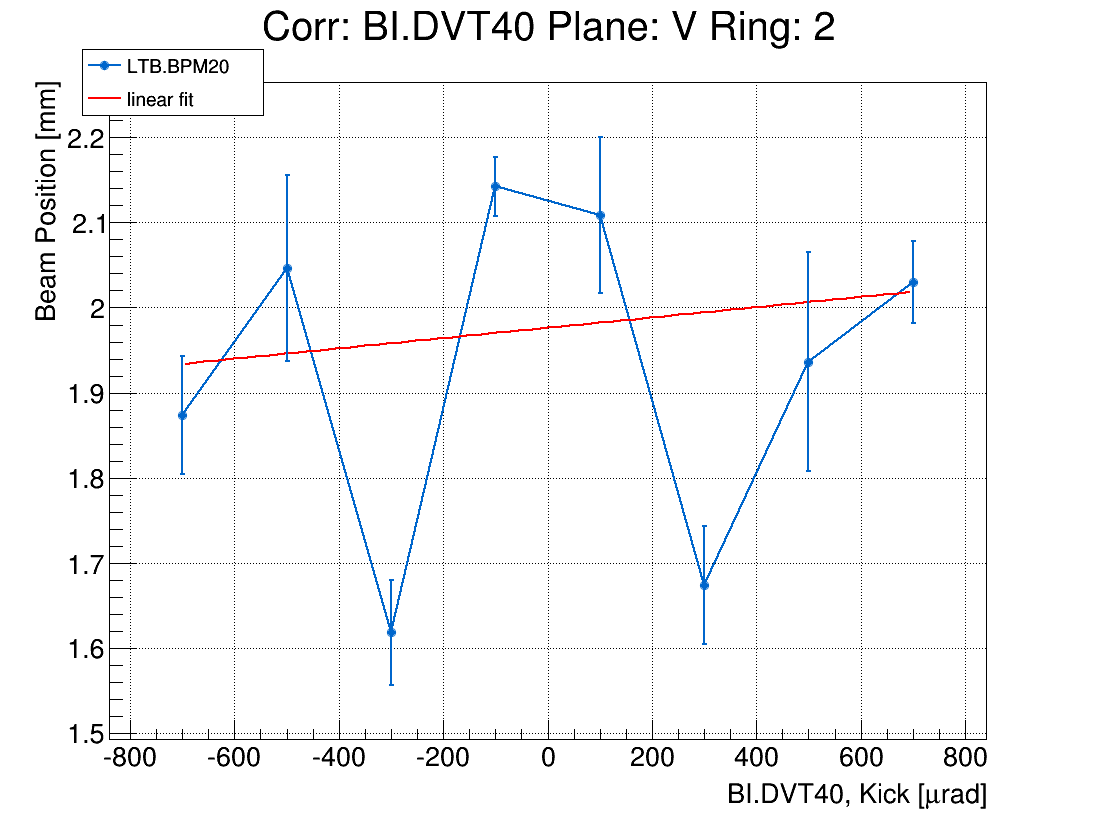 Corr: BI.DVT40 Plane: V Ring: 2
LTB.BPM20
linear fit
Beam Position [mm]
2.2
2.1
2
1.9
1.8
1.7
1.6
1.5
-800 -600 -400 -200 0 200 400 600 800
BI.DVT40, Kick [μrad]